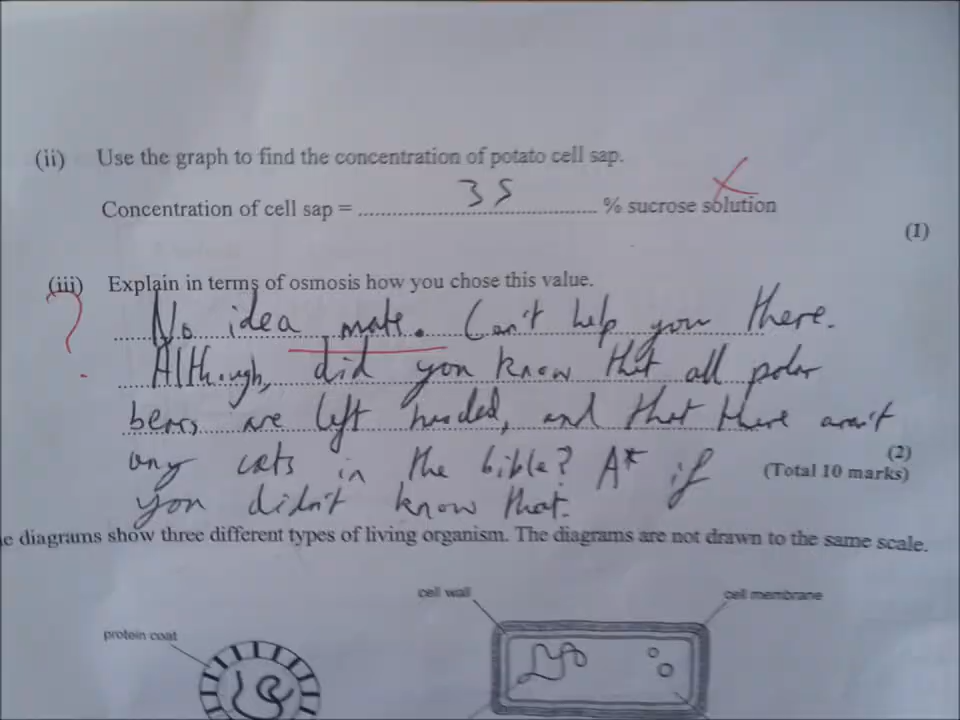 (ii) Use the graph to find the concentration of potato cell sap.
Concentration of cell sap = 35 % sucrose solution
(1)
(iii) Explain in terms of osmosis how you chose this value.
No idea mate. Can't help you there.
Although, did you know that all polar
bears are left handed, and that there aren't
any cats in the bible? A* if
you didn't know that.
(2)
(Total 10 marks)
e diagrams show three different types of living organism. The diagrams are not drawn to the same scale.
cell wall
cell membrane
protein coat